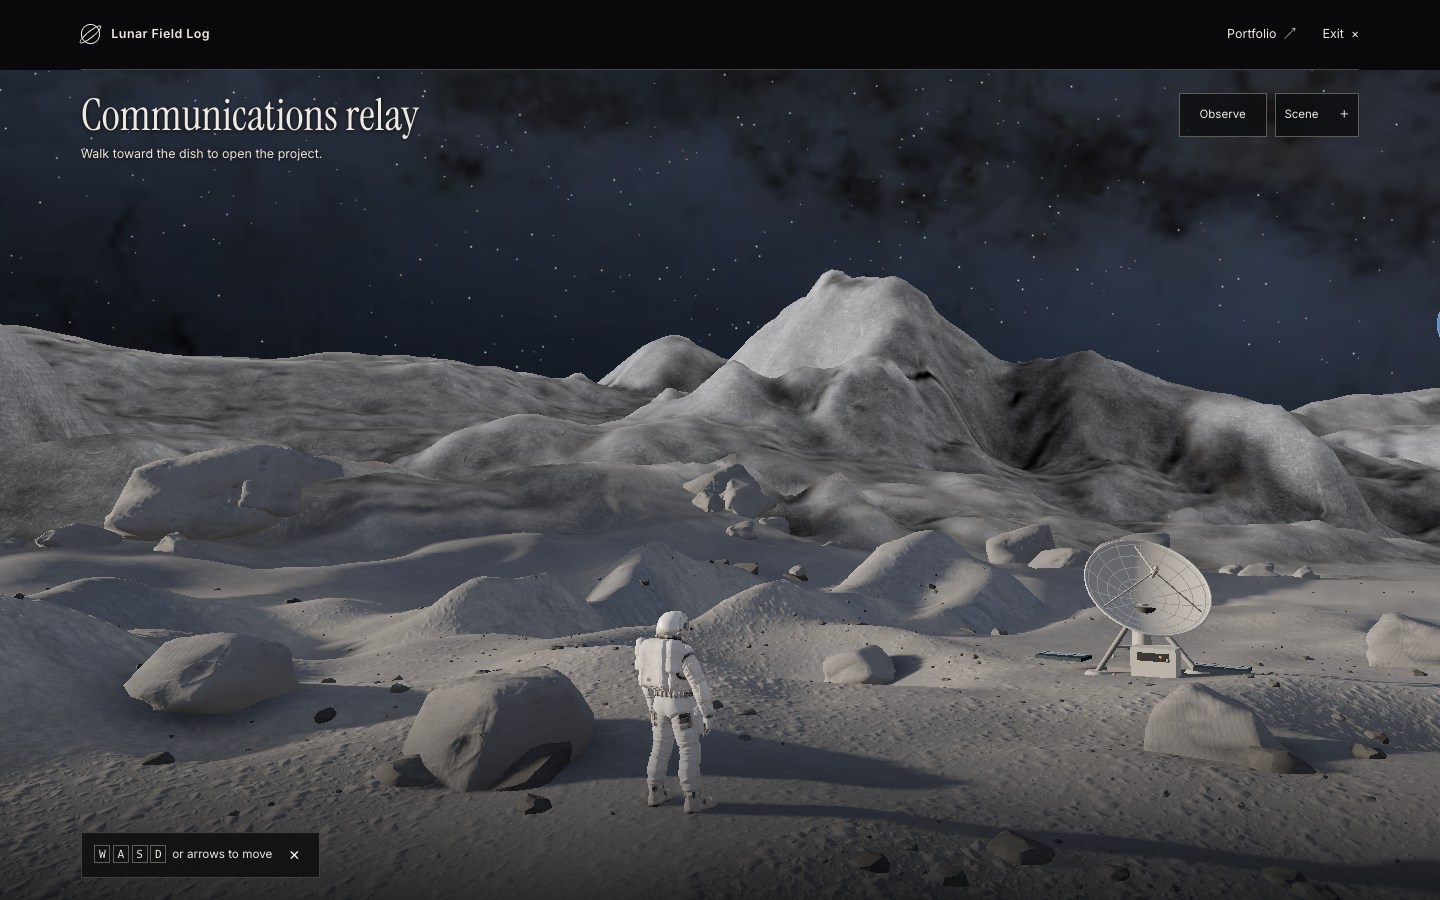 Lunar Field Log
Portfolio ↗
Exit ×
Communications relay
Walk toward the dish to open the project.
Observe
Scene +
W A S D or arrows to move ×